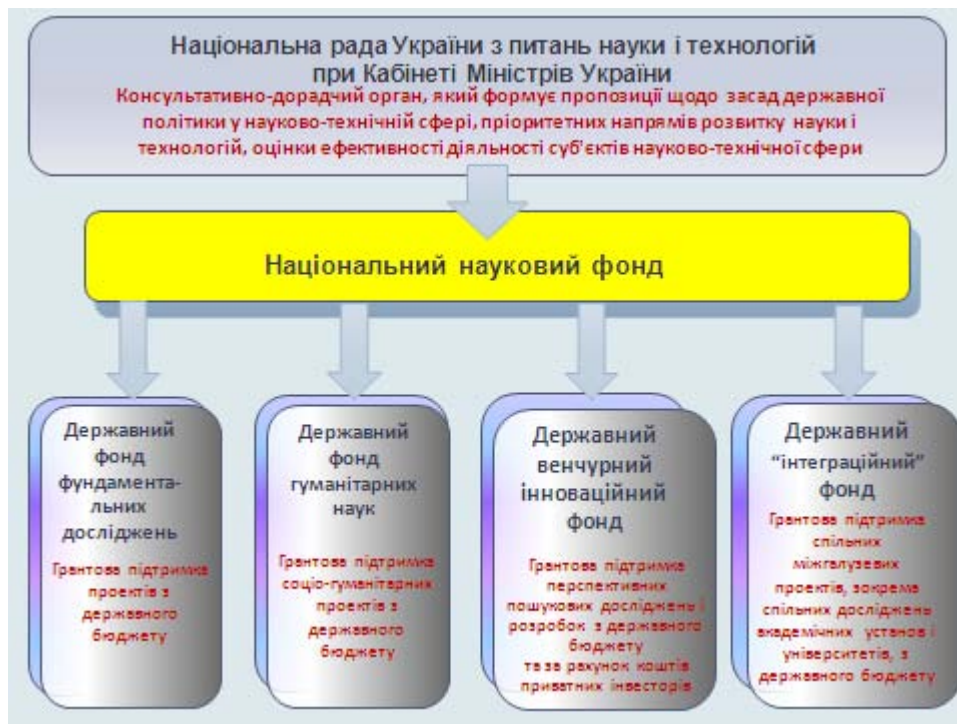 Національна рада України з питань науки і технологій
при Кабінеті Міністрів України
Консультативно-дорадчий орган, який формує пропозиції щодо засад державної
політики у науково-технічній сфері, пріоритетних напрямів розвитку науки і
технологій, оцінки ефективності діяльності суб'єктів науково-технічної сфери
Національний науковий фонд
Державний
фонд
фундамента-
льних
досліджень
Грантова підтримка
проектів з
державного
бюджету
Державний
фонд
гуманітарних
наук
Грантова підтримка
соціо-гуманітарних
проектів з
державного
бюджету
Державний
венчурний
інноваційний
фонд
Грантова підтримка
перспективних
пошукових досліджень і
розробок з державного
бюджету
та за рахунок коштів
приватних інвесторів
Державний
“інтеграційний”
фонд
Грантова підтримка
спільних
міжгалузевих
проектів, зокрема
спільних досліджень
академічних установ і
університетів, з
державного бюджету